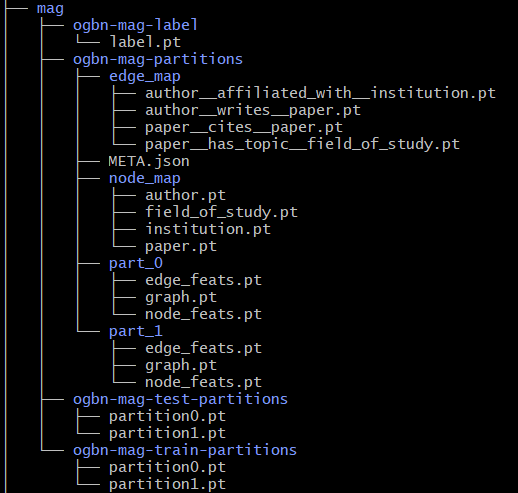 ├── mag
│   ├── ogbn-mag-label
│   │   └── label.pt
│   ├── ogbn-mag-partitions
│   │   ├── edge_map
│   │   │   ├── author__affiliated_with__institution.pt
│   │   │   ├── author__writes__paper.pt
│   │   │   ├── paper__cites__paper.pt
│   │   │   └── paper__has_topic__field_of_study.pt
│   │   ├── META.json
│   │   ├── node_map
│   │   │   ├── author.pt
│   │   │   ├── field_of_study.pt
│   │   │   ├── institution.pt
│   │   │   └── paper.pt
│   │   ├── part_0
│   │   │   ├── edge_feats.pt
│   │   │   ├── graph.pt
│   │   │   └── node_feats.pt
│   │   └── part_1
│   │       ├── edge_feats.pt
│   │       ├── graph.pt
│   │       └── node_feats.pt
│   ├── ogbn-mag-test-partitions
│   │   ├── partition0.pt
│   │   └── partition1.pt
│   └── ogbn-mag-train-partitions
│       ├── partition0.pt
│       └── partition1.pt